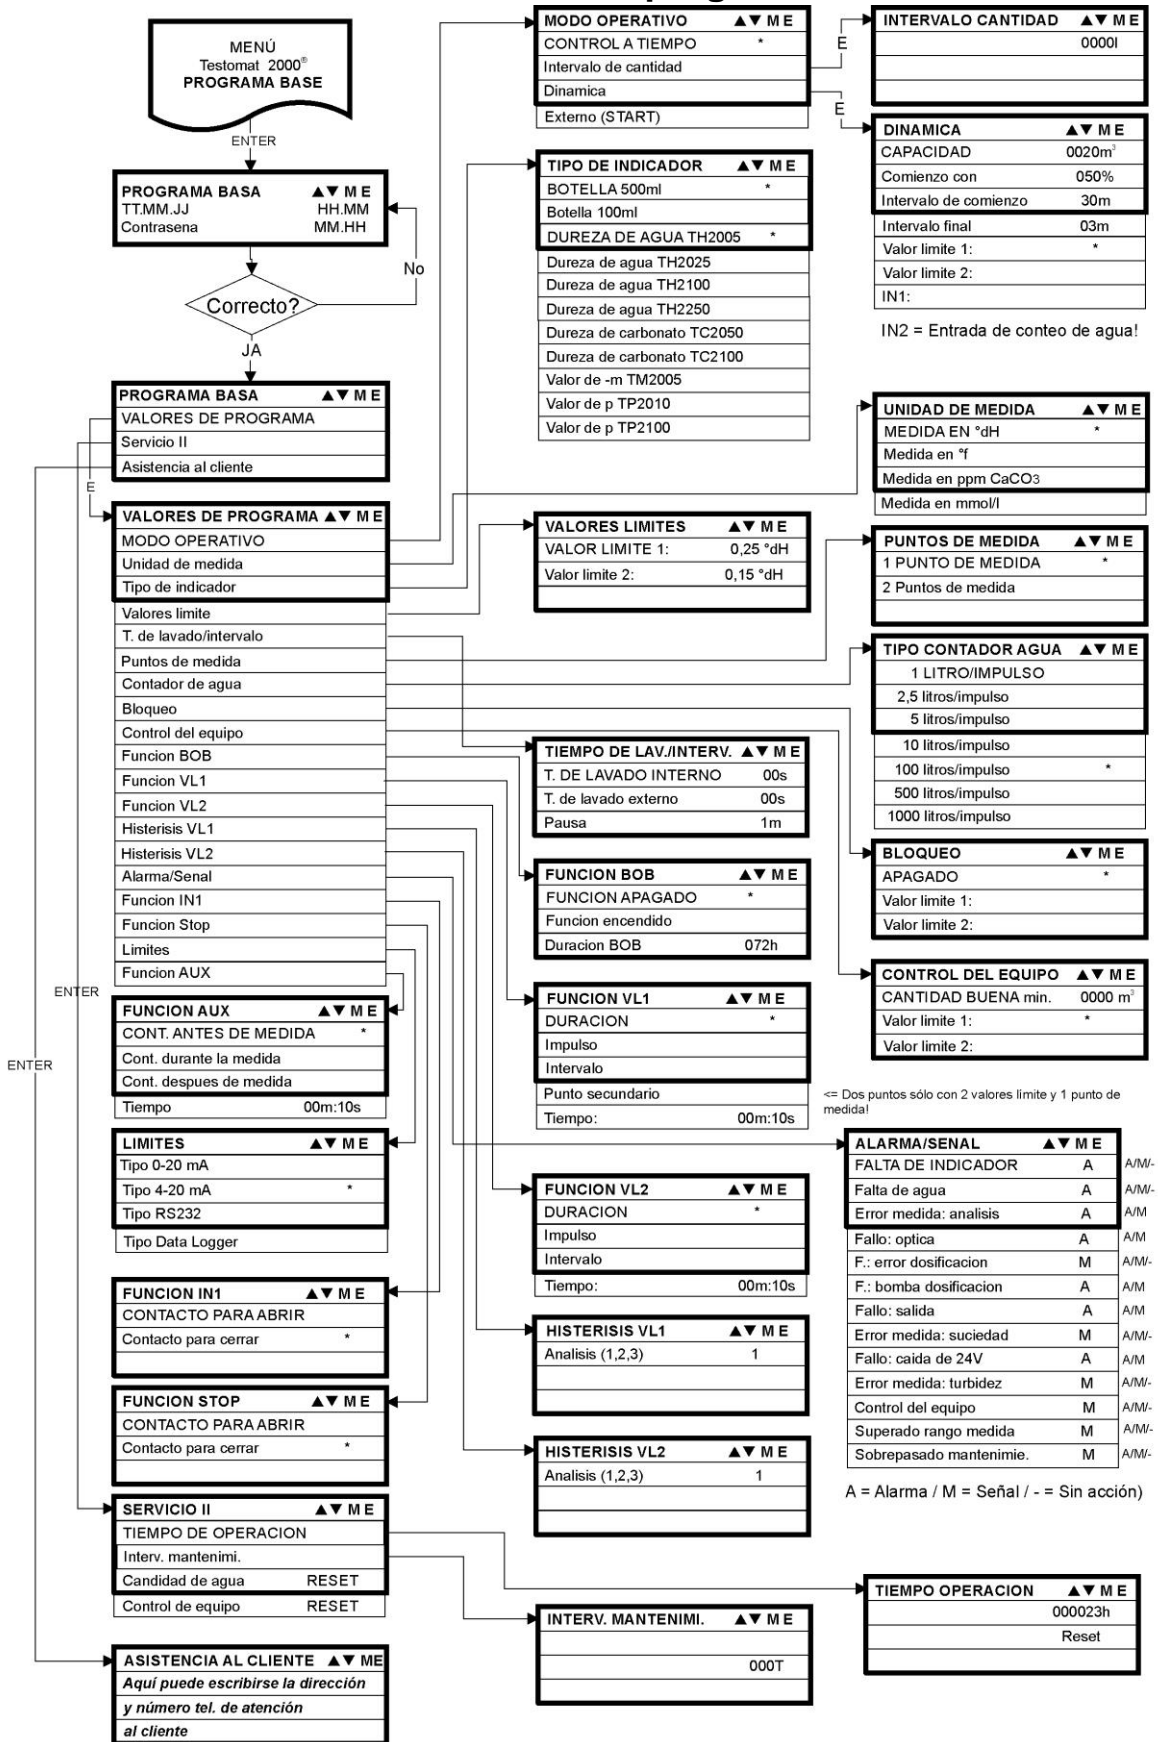 MENÚ
Testomat 2000®
PROGRAMA BASE
ENTER
PROGRAMA BASA ▲▼ M E
TT.MM.JJ HH.MM
Contrasena MM.HH
No
Correcto?
JA
PROGRAMA BASA ▲▼ M E
VALORES DE PROGRAMA
Servicio II
Asistencia al cliente
E
VALORES DE PROGRAMA ▲▼ M E
MODO OPERATIVO
Unidad de medida
Tipo de indicador
Valores limite
T. de lavado/intervalo
Puntos de medida
Contador de agua
Bloqueo
Control del equipo
Funcion BOB
Funcion VL1
Funcion VL2
Histerisis VL1
Histerisis VL2
Alarma/Senal
Funcion IN1
Funcion Stop
Limites
Funcion AUX
ENTER
ENTER
FUNCION AUX ▲▼ M E
CONT. ANTES DE MEDIDA *
Cont. durante la medida
Cont. despues de medida
Tiempo 00m:10s
LIMITES ▲▼ M E
Tipo 0-20 mA
Tipo 4-20 mA *
Tipo RS232
Tipo Data Logger
FUNCION IN1 ▲▼ M E
CONTACTO PARA ABRIR
Contacto para cerrar *
FUNCION STOP ▲▼ M E
CONTACTO PARA ABRIR
Contacto para cerrar *
SERVICIO II ▲▼ M E
TIEMPO DE OPERACION
Interv. mantenimi.
Candidad de agua RESET
Control de equipo RESET
ASISTENCIA AL CLIENTE ▲▼ ME
Aquí puede escribirse la dirección
y número tel. de atención
al cliente
MODO OPERATIVO ▲▼ M E
CONTROL A TIEMPO *
Intervalo de cantidad
Dinamica
Externo (START)
E
E
TIPO DE INDICADOR ▲▼ M E
BOTELLA 500ml *
Botella 100ml
DUREZA DE AGUA TH2005 *
Dureza de agua TH2025
Dureza de agua TH2100
Dureza de agua TH2250
Dureza de carbonato TC2050
Dureza de carbonato TC2100
Valor de -m TM2005
Valor de p TP2010
Valor de p TP2100
VALORES LIMITES ▲▼ M E
VALOR LIMITE 1: 0,25 °dH
Valor limite 2: 0,15 °dH
TIEMPO DE LAV./INTERV. ▲▼ M E
T. DE LAVADO INTERNO 00s
T. de lavado externo 00s
Pausa 1m
FUNCION BOB ▲▼ M E
FUNCION APAGADO *
Funcion encendido
Duracion BOB 072h
FUNCION VL1 ▲▼ M E
DURACION *
Impulso
Intervalo
Punto secundario
Tiempo: 00m:10s
FUNCION VL2 ▲▼ M E
DURACION *
Impulso
Intervalo
Tiempo: 00m:10s
HISTERISIS VL1 ▲▼ M E
Analisis (1,2,3) 1
HISTERISIS VL2 ▲▼ M E
Analisis (1,2,3) 1
INTERV. MANTENIMI. ▲▼ M E
000T
INTERVALO CANTIDAD ▲▼ M E
0000l
DINAMICA ▲▼ M E
CAPACIDAD 0020m³
Comienzo con 050%
Intervalo de comienzo 30m
Intervalo final 03m
Valor limite 1: *
Valor limite 2:
IN1:
IN2 = Entrada de conteo de agua!
UNIDAD DE MEDIDA ▲▼ M E
MEDIDA EN °dH *
Medida en °f
Medida en ppm CaCO3
Medida en mmol/l
PUNTOS DE MEDIDA ▲▼ M E
1 PUNTO DE MEDIDA *
2 Puntos de medida
TIPO CONTADOR AGUA ▲▼ M E
1 LITRO/IMPULSO
2,5 litros/impulso
5 litros/impulso
10 litros/impulso
100 litros/impulso *
500 litros/impulso
1000 litros/impulso
BLOQUEO ▲▼ M E
APAGADO *
Valor limite 1:
Valor limite 2:
CONTROL DEL EQUIPO ▲▼ M E
CANTIDAD BUENA min. 0000 m³
Valor limite 1: *
Valor limite 2:
<= Dos puntos sólo con 2 valores límite y 1 punto de
medida!
ALARMA/SENAL ▲▼ M E
FALTA DE INDICADOR A A/M/-
Falta de agua A A/M/-
Error medida: analisis A A/M
Fallo: optica A A/M
F.: error dosificacion M A/M/-
F.: bomba dosificacion A A/M
Fallo: salida A A/M
Error medida: suciedad M A/M/-
Fallo: caida de 24V A A/M
Error medida: turbidez M A/M/-
Control del equipo M A/M/-
Superado rango medida M A/M/-
Sobrepasado mantenimie. M A/M/-
A = Alarma / M = Señal / - = Sin acción)
TIEMPO OPERACION ▲▼ M E
000023h
Reset